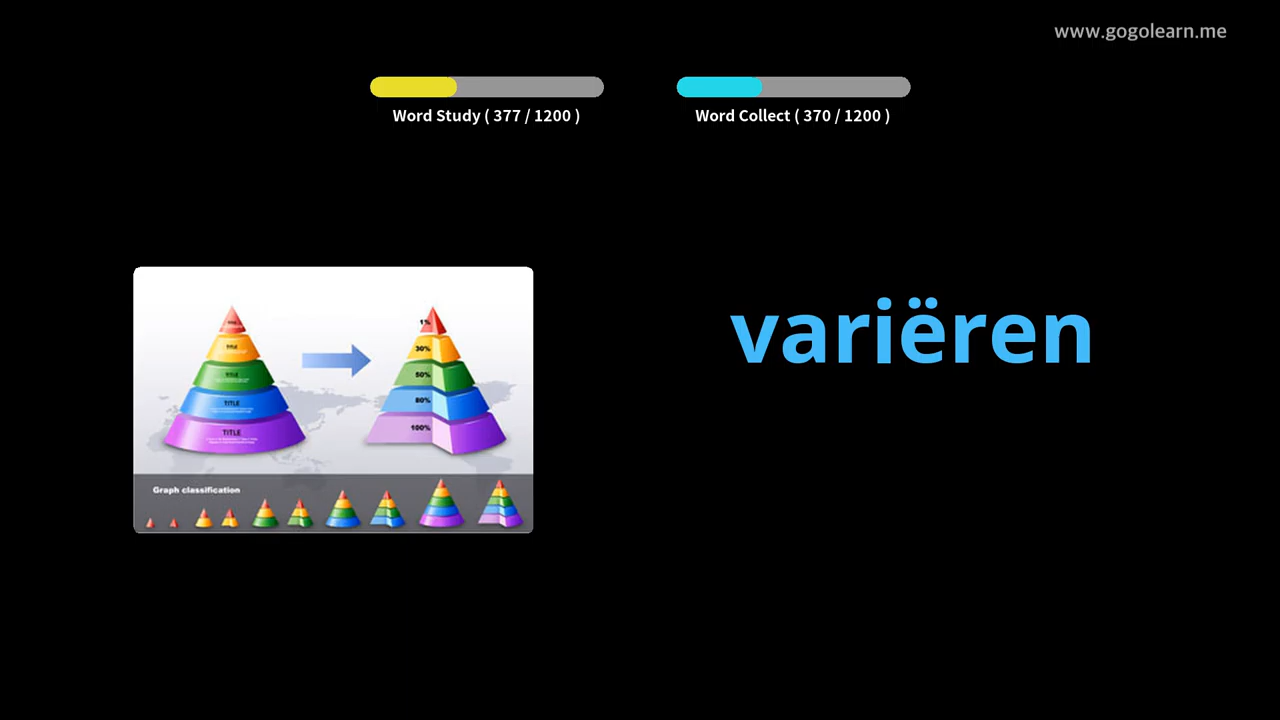 www.gogolearn.me
Word Study ( 377 / 1200 )
Word Collect ( 370 / 1200 )
variëren
TITLE
TITLE
TITLE
TITLE
1%
30%
50%
80%
100%
Graph classification